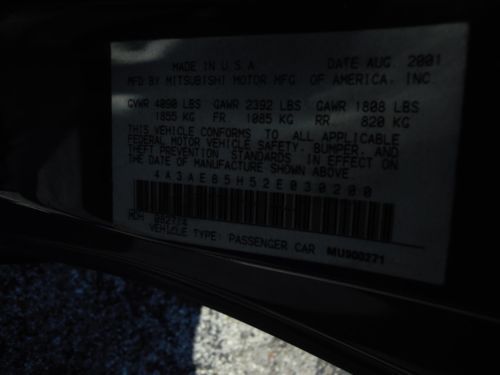 MADE IN U.S.A DATE AUG. 2001
MFD BY MITSUBISHI MOTOR MFG. OF AMERICA, INC
GVWR 4090 LBS GAWR 2392 LBS GAWR 1808 LBS
1855 KG FR 1085 KG RR 820 KG
THIS VEHICLE CONFORMS TO ALL APPLICABLE
FEDERAL MOTOR VEHICLE SAFETY, BUMPER, AND
THEFT PREVENTION STANDARDS IN EFFECT ON
THE DATE OF MANUFACTURE SHOWN ABOVE
4A3AE85H52E030200
VEHICLE TYPE: PASSENGER CAR MU900271